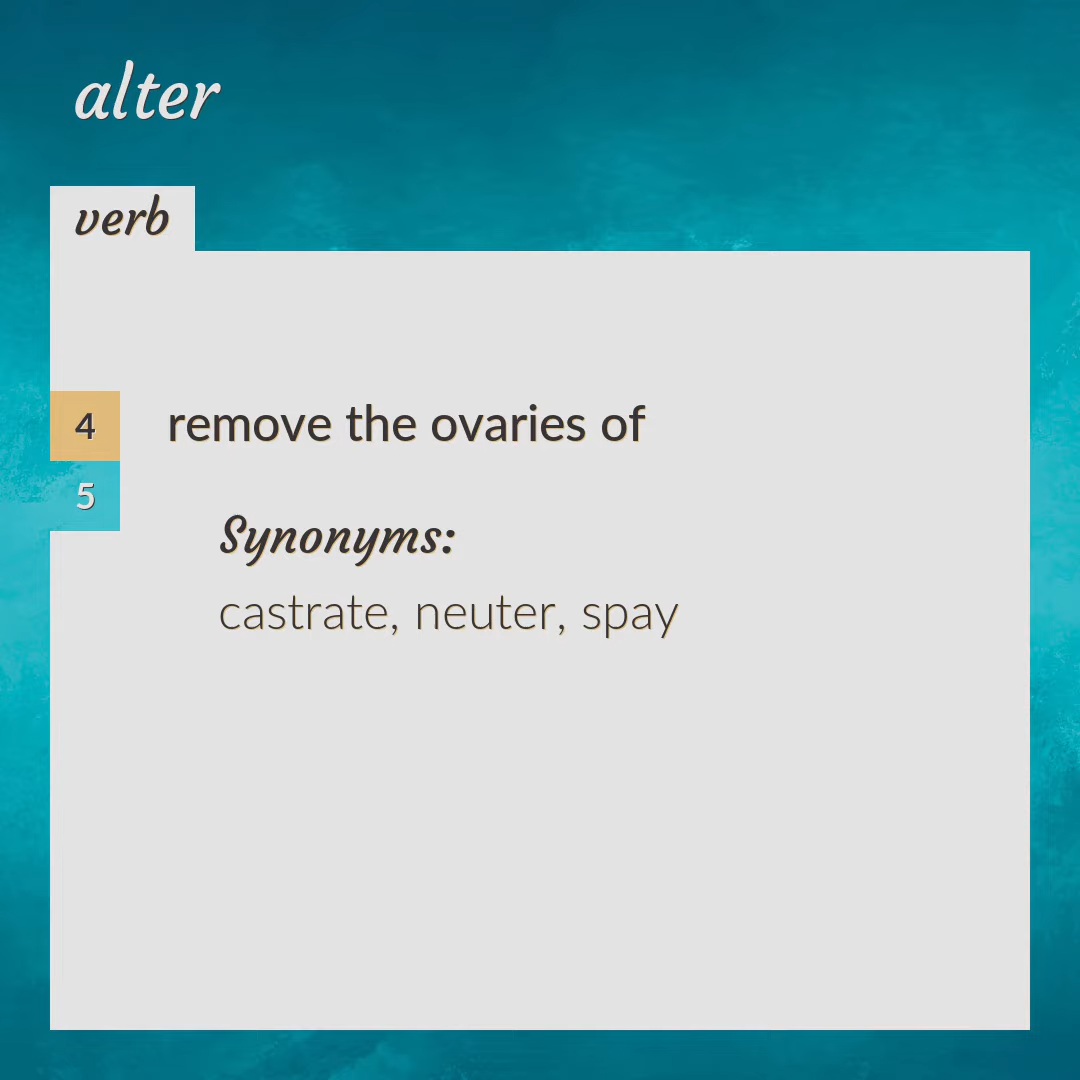 alter
verb
4 remove the ovaries of
5
Synonyms:
castrate, neuter, spay